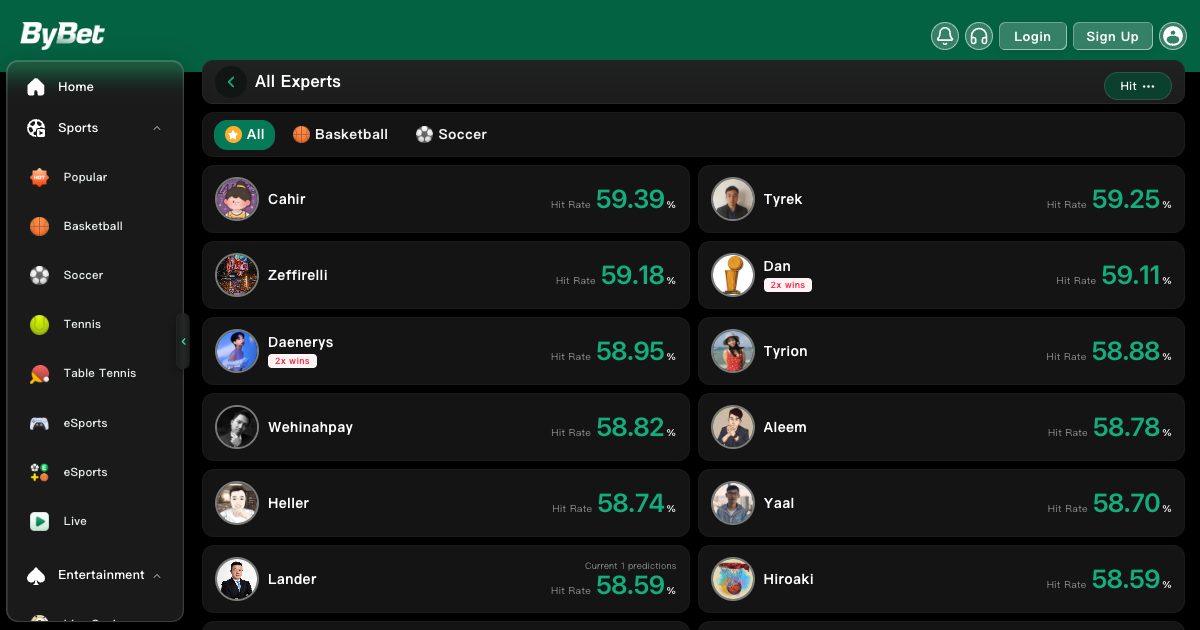 ByBet
Login
Sign Up
Home
Sports
HOT
Popular
Basketball
Soccer
Tennis
Table Tennis
eSports
eSports
Live
Entertainment
All Experts
Hit ···
All
Basketball
Soccer
Cahir
Hit Rate 59.39 %
Tyrek
Hit Rate 59.25 %
Zeffirelli
Hit Rate 59.18 %
Dan
2x wins
Hit Rate 59.11 %
Daenerys
2x wins
Hit Rate 58.95 %
Tyrion
Hit Rate 58.88 %
Wehinahpay
Hit Rate 58.82 %
Aleem
Hit Rate 58.78 %
Heller
Hit Rate 58.74 %
Yaal
Hit Rate 58.70 %
Lander
Current 1 predictions
Hit Rate 58.59 %
Hiroaki
Hit Rate 58.59 %